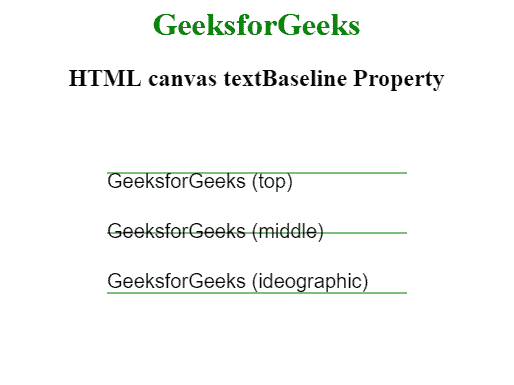 GeeksforGeeks
HTML canvas textBaseline Property
GeeksforGeeks (top)
GeeksforGeeks (middle)
GeeksforGeeks (ideographic)